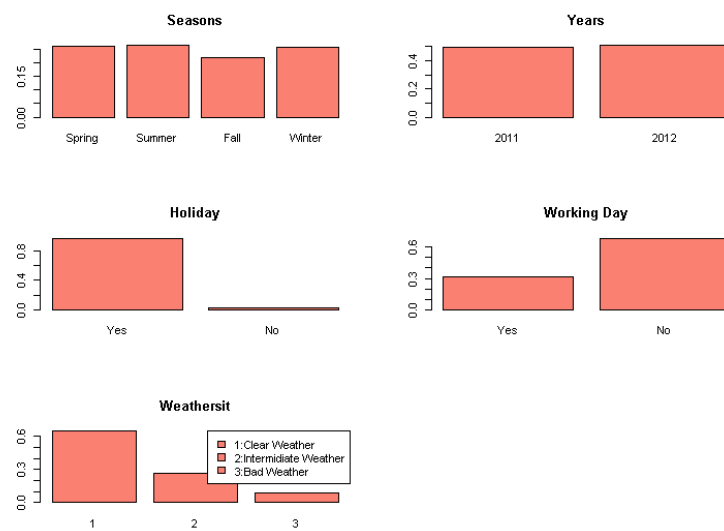 Seasons
0.00 0.15
Spring Summer Fall Winter
Years
0.0 0.2 0.4
2011 2012
Holiday
0.0 0.4 0.8
Yes No
Working Day
0.0 0.3 0.6
Yes No
Weathersit
0.0 0.3 0.6
1:Clear Weather
2:Intermidiate Weather
3:Bad Weather
1 2 3